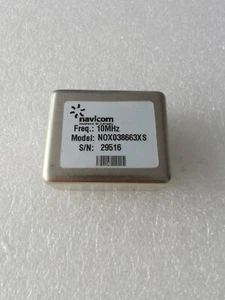 navicom
Freq.: 10MHz
Model: NOX038663XS
S/N: 29516